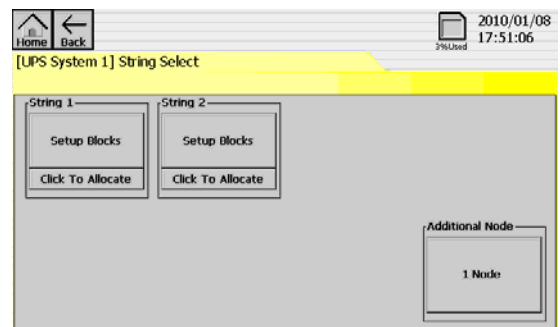 Home Back
3%Used
2010/01/08
17:51:06
[UPS System 1] String Select
String 1
Setup Blocks
Click To Allocate
String 2
Setup Blocks
Click To Allocate
Additional Node
1 Node